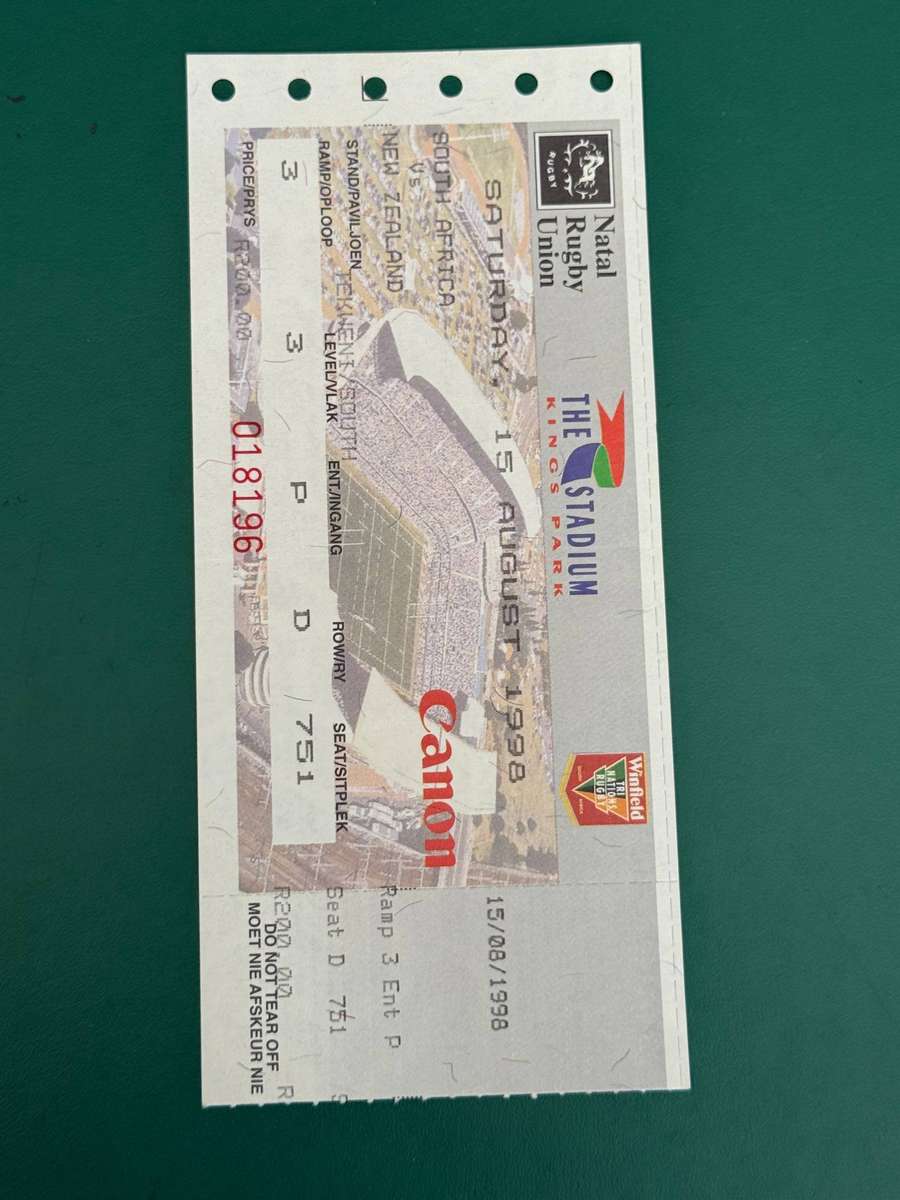 RUGBY
Natal
Rugby
Union
THE STADIUM
KINGS PARK
Winfield
TRI
NATIONS
RUGBY
SATURDAY, 15 AUGUST 1998
SOUTH AFRICA
Vs
NEW ZEALAND
Canon
STAND/PAVILJOEN TEKWENI/SOUTH
RAMP/OPLOOP LEVEL/VLAK ENT./INGANG ROW/RY SEAT/SITPLEK
3 3 P D 751
PRICE/PRYS R200.00
018196
15/08/1998
Ramp 3 Ent P
Seat D 751
R200.00
DO NOT TEAR OFF
MOET NIE AFSKEUR NIE